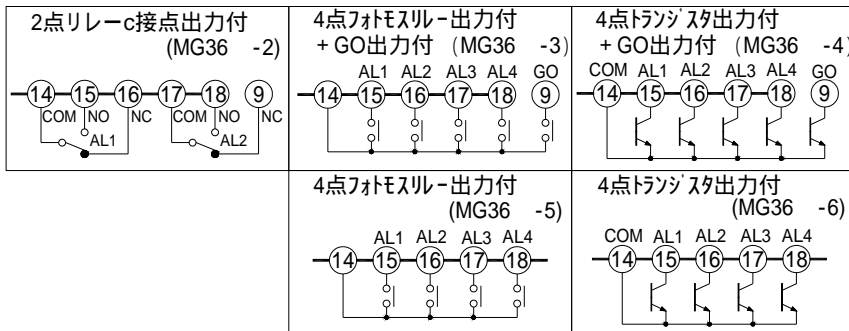 2点リレーc接点出力付
(MG36　-2)
14 15 16 17 18 9
COM NO NC COM NO NC
AL1 AL2
4点フォトモスリレー出力付
+ GO出力付 (MG36　-3)
AL1 AL2 AL3 AL4 GO
14 15 16 17 18 9
4点トランジスタ出力付
+ GO出力付 (MG36　-4)
COM AL1 AL2 AL3 AL4 GO
14 15 16 17 18 9
4点フォトモスリレー出力付
(MG36　-5)
AL1 AL2 AL3 AL4
14 15 16 17 18
4点トランジスタ出力付
(MG36　-6)
COM AL1 AL2 AL3 AL4
14 15 16 17 18